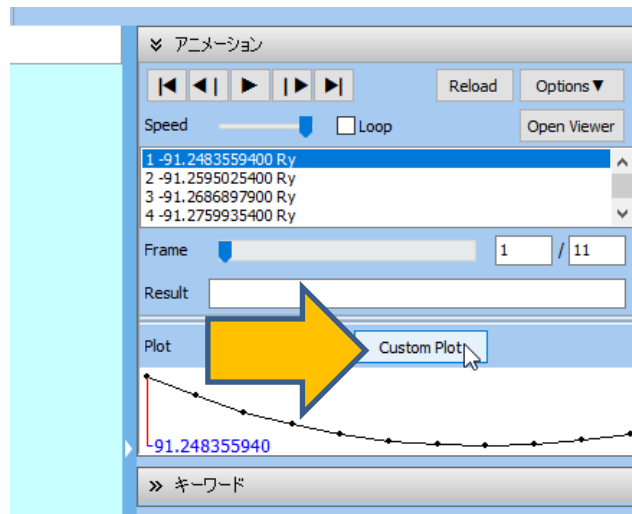 アニメーション
Reload Options▼
Speed Loop Open Viewer
1 -91.2483559400 Ry
2 -91.2595025400 Ry
3 -91.2686897900 Ry
4 -91.2759935400 Ry
Frame 1 / 11
Result
Plot Custom Plot
-91.248355940
キーワード